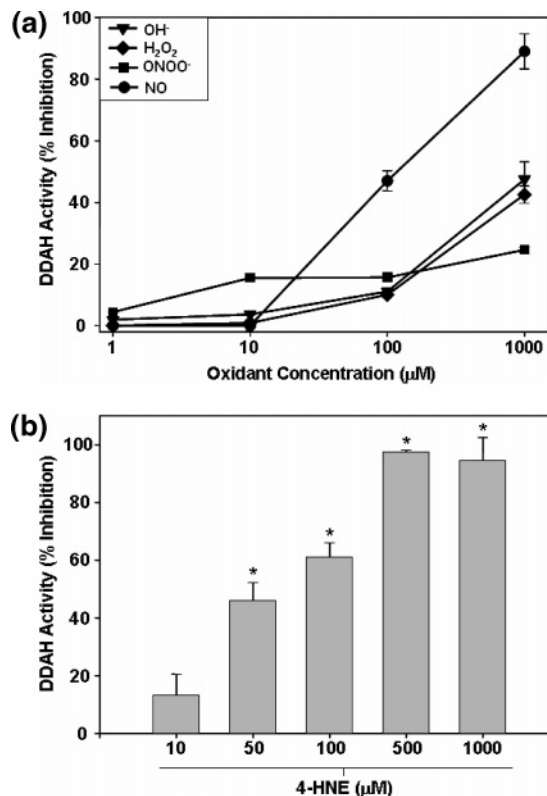 (a)
OH-
H₂O₂
ONOO-
NO
DDAH Activity (% Inhibition)
100
80
60
40
20
0
1
10
100
1000
Oxidant Concentration (µM)
(b)
DDAH Activity (% Inhibition)
100
80
60
40
20
0
*
*
*
*
10
50
100
500
1000
4-HNE (µM)